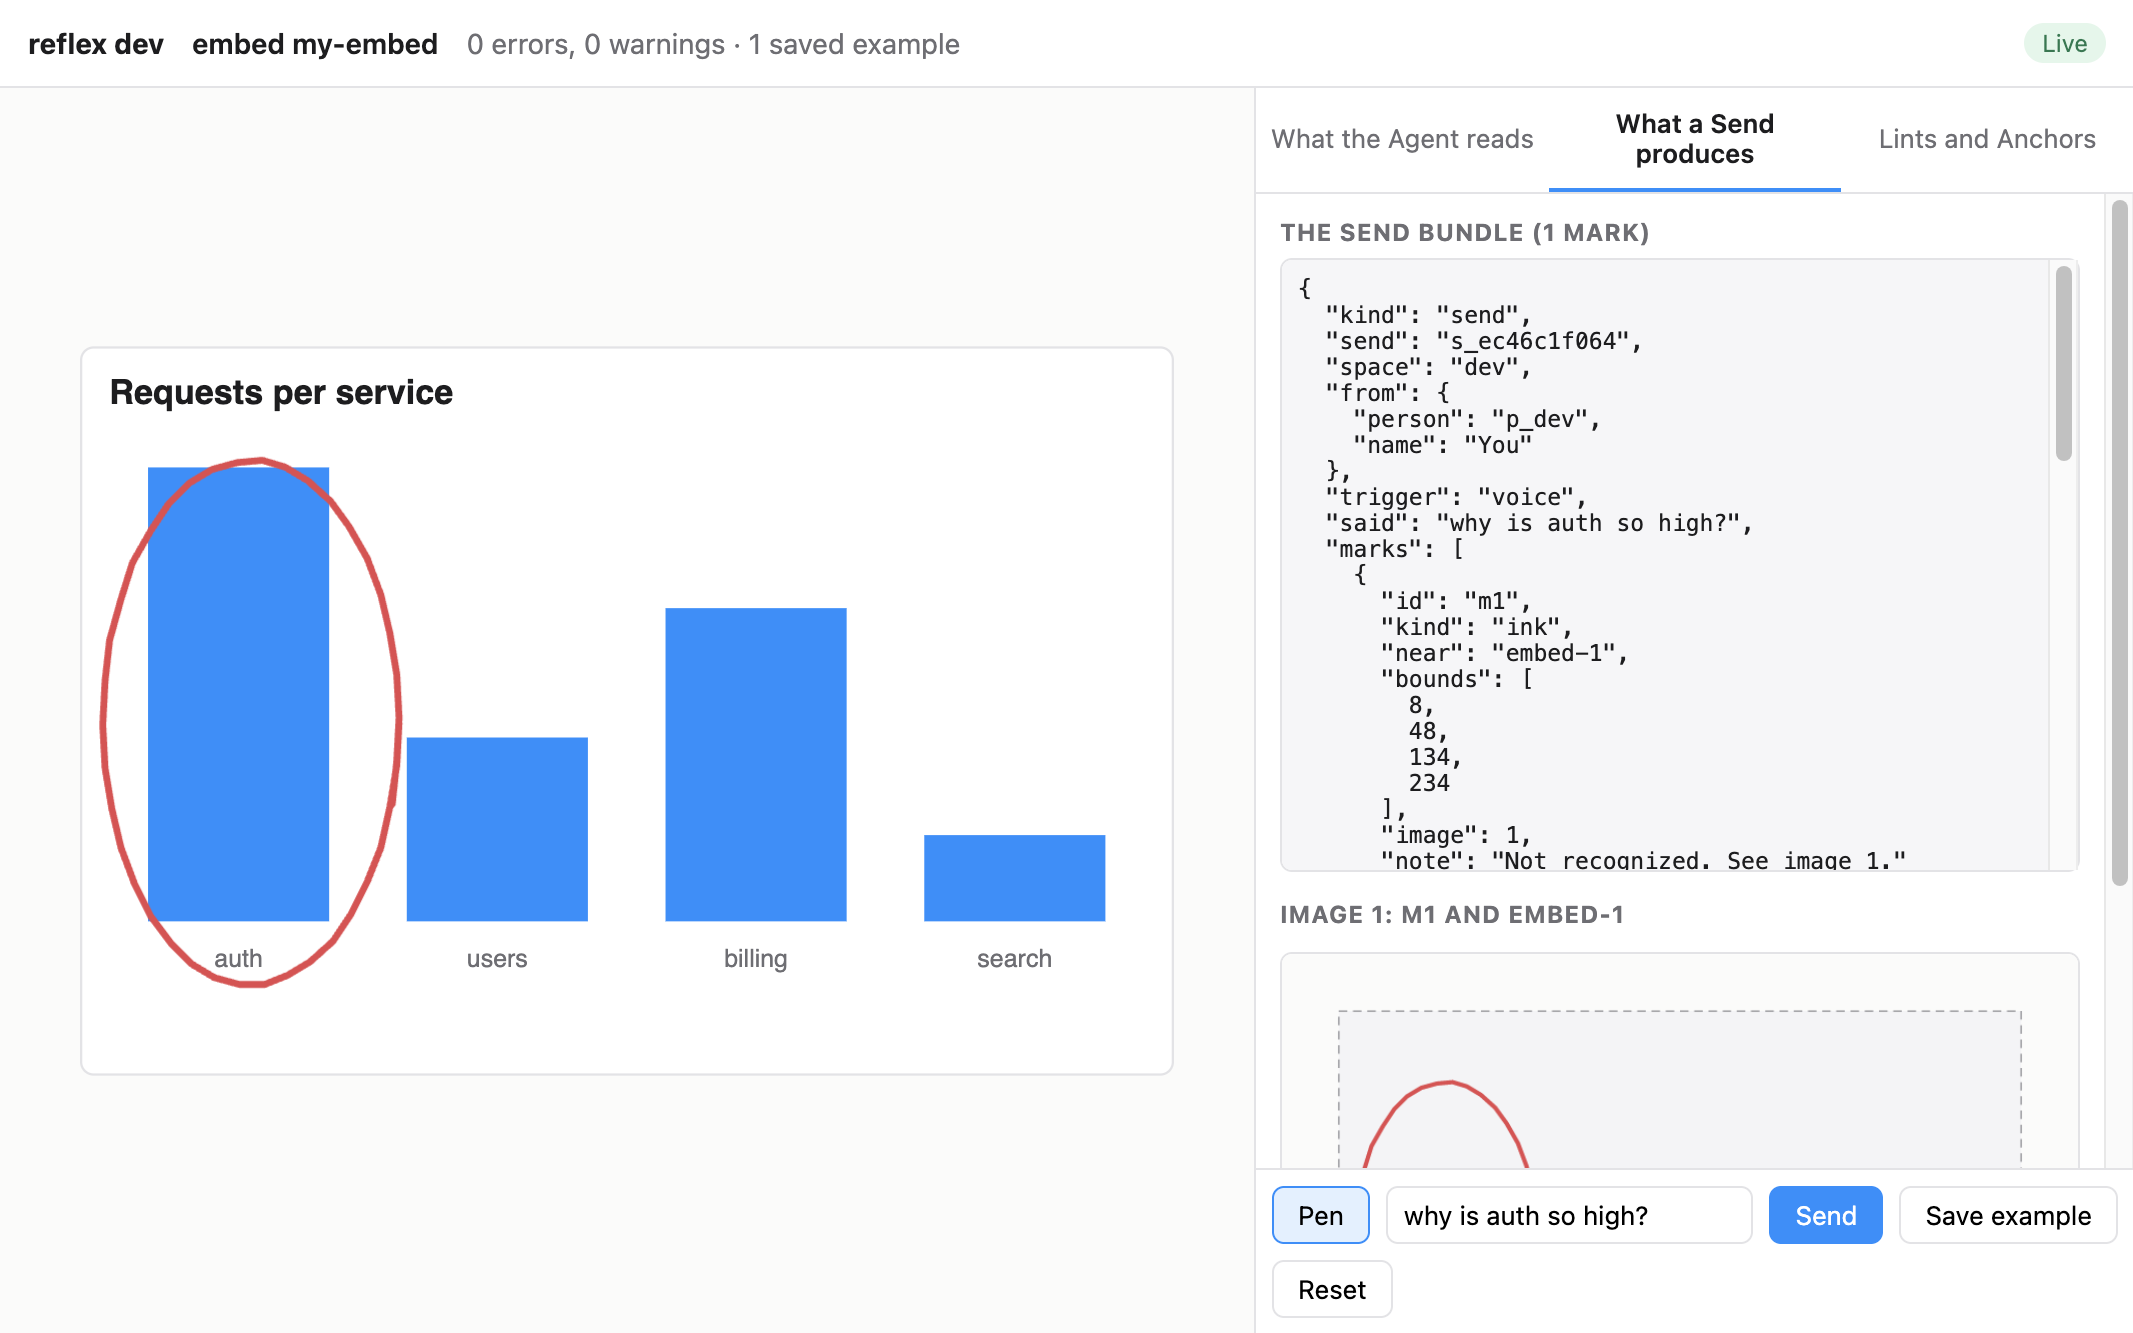 reflex dev embed my-embed 0 errors, 0 warnings · 1 saved example Live
Requests per service
auth users billing search
What the Agent reads
What a Send
produces
Lints and Anchors
THE SEND BUNDLE (1 MARK)
{
"kind": "send",
"send": "s_ec46c1f064",
"space": "dev",
"from": {
"person": "p_dev",
"name": "You"
},
"trigger": "voice",
"said": "why is auth so high?",
"marks": [
{
"id": "m1",
"kind": "ink",
"near": "embed-1",
"bounds": [
8,
48,
134,
234
],
"image": 1,
"note": "Not recognized. See image 1."
IMAGE 1: M1 AND EMBED-1
Pen why is auth so high? Send Save example
Reset